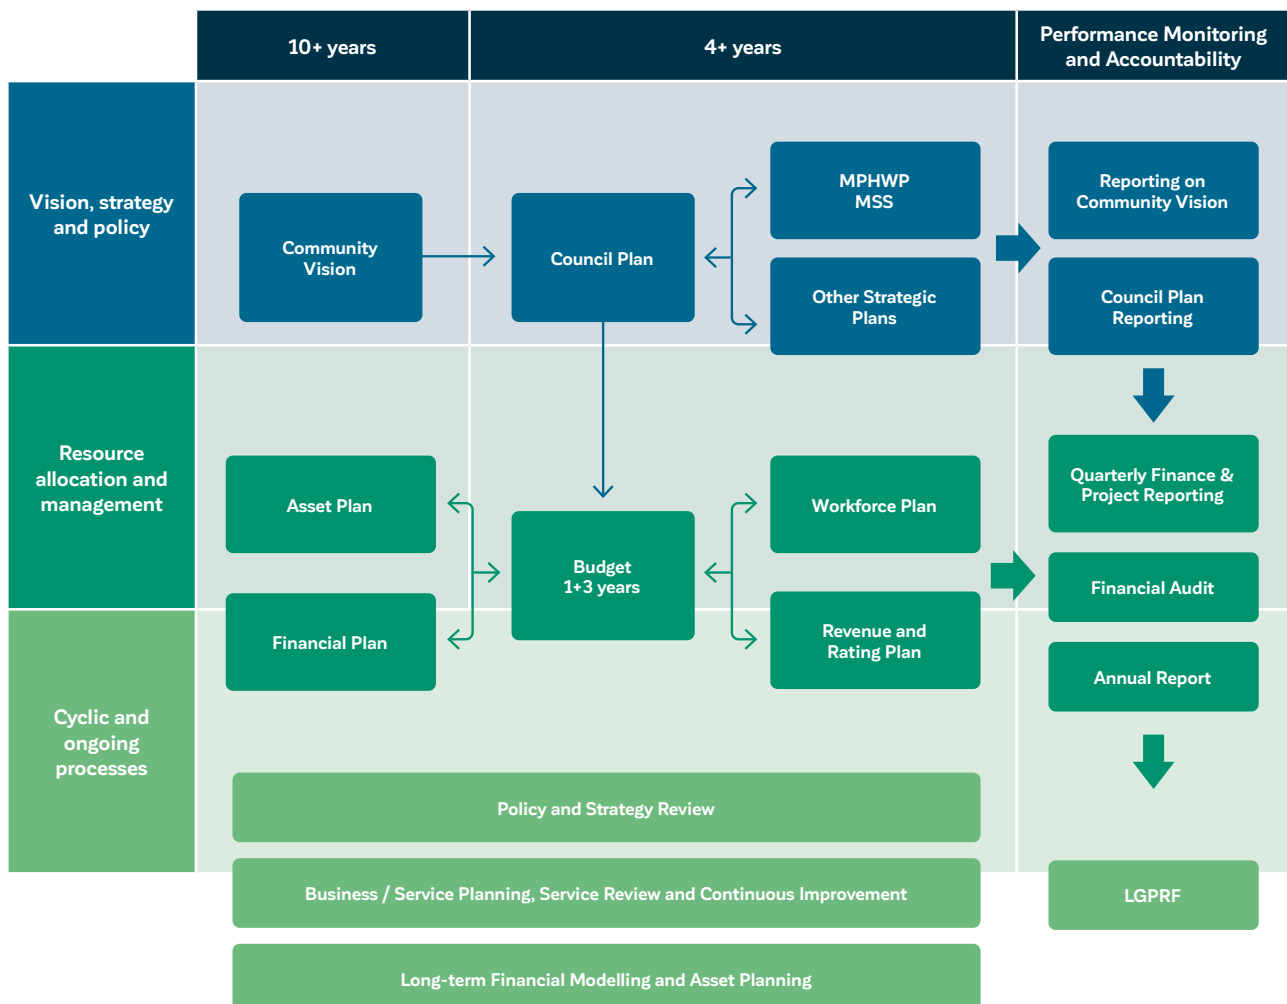 10+ years
4+ years
Performance Monitoring
and Accountability
Vision, strategy
and policy
Community
Vision
Council Plan
MPHWP
MSS
Other Strategic
Plans
Reporting on
Community Vision
Council Plan
Reporting
Resource
allocation and
management
Asset Plan
Financial Plan
Budget
1+3 years
Workforce Plan
Revenue and
Rating Plan
Quarterly Finance &
Project Reporting
Financial Audit
Annual Report
Cyclic and
ongoing
processes
Policy and Strategy Review
Business / Service Planning, Service Review and Continuous Improvement
LGPRF
Long-term Financial Modelling and Asset Planning